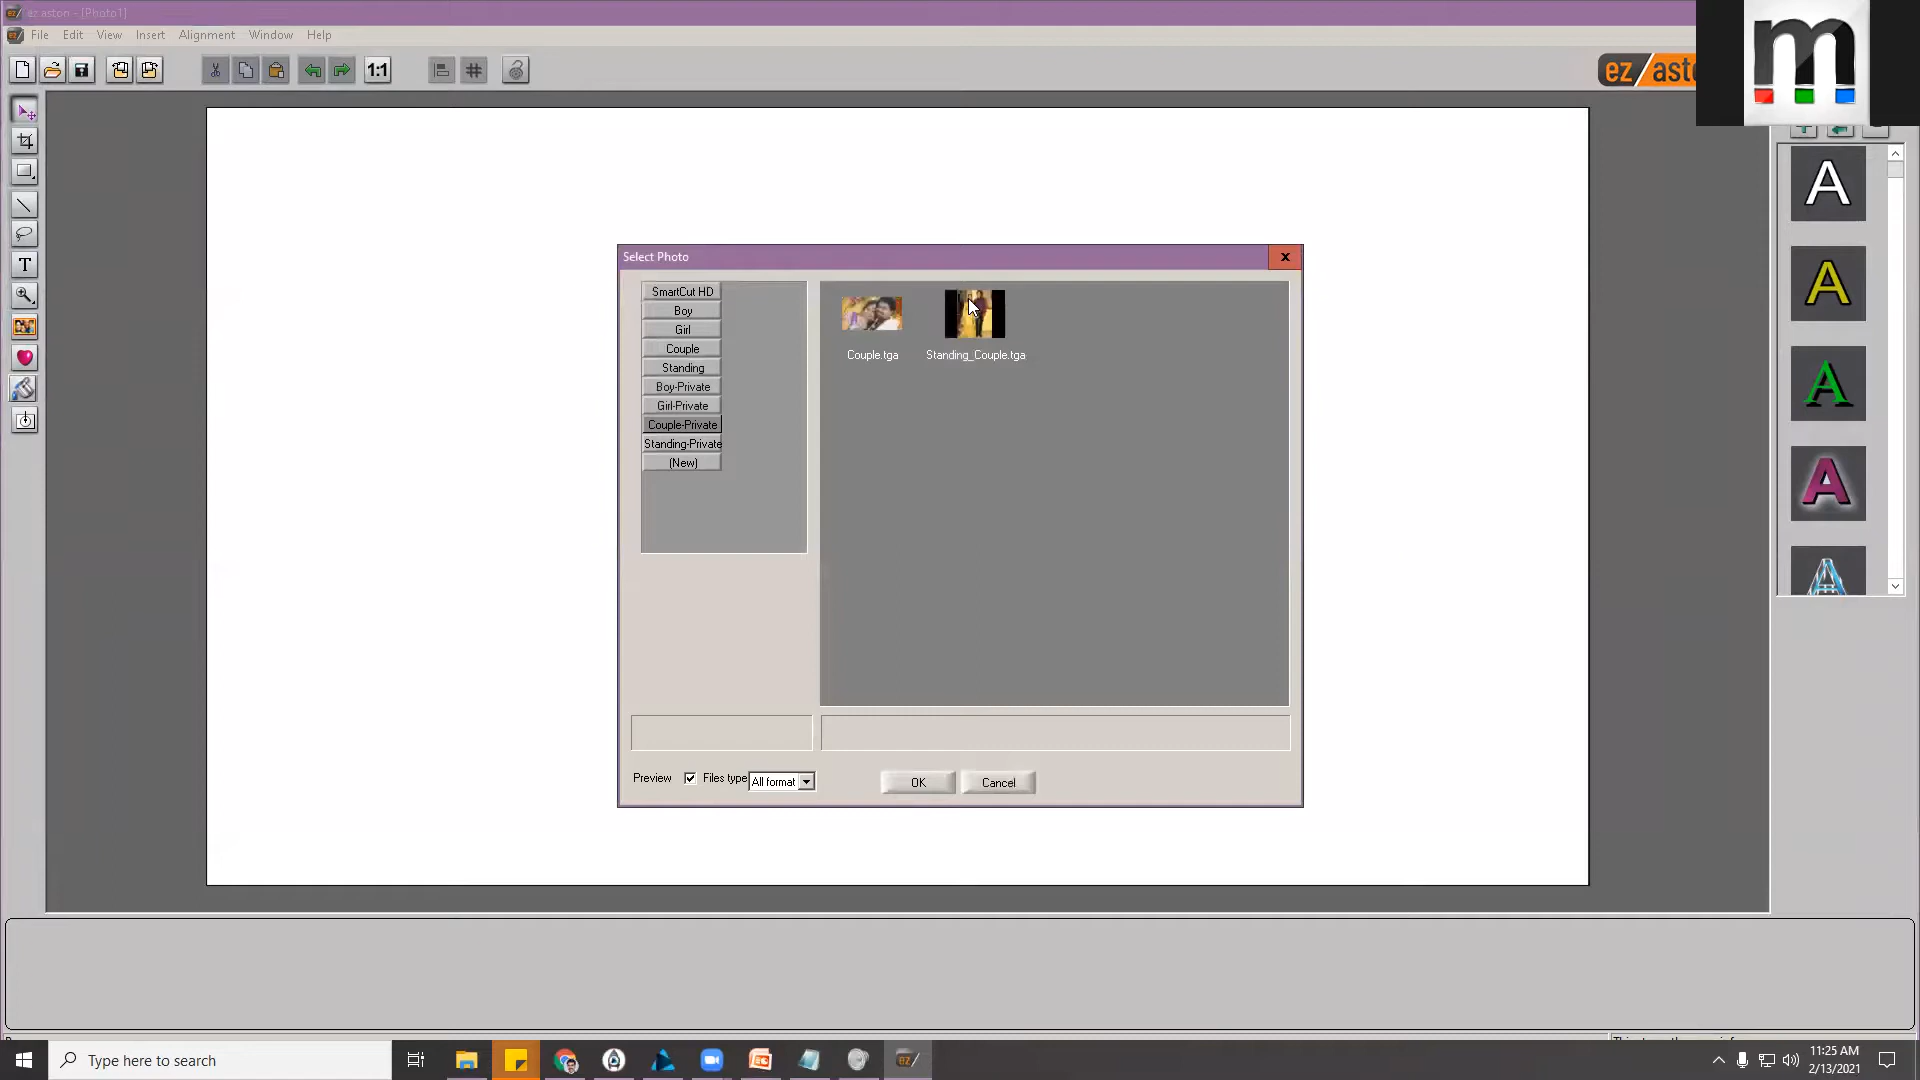 ez aston - [Photo1]
File Edit View Insert Alignment Window Help
1:1
ez/asto
m
T
A
A
A
A
A
Select Photo
SmartCut HD
Boy
Girl
Couple
Standing
Boy-Private
Girl-Private
Couple-Private
Standing-Private
(New)
Couple.tga
Standing_Couple.tga
Preview
Files type
All format
OK
Cancel
Type here to search
ez/
11:25 AM
2/13/2021